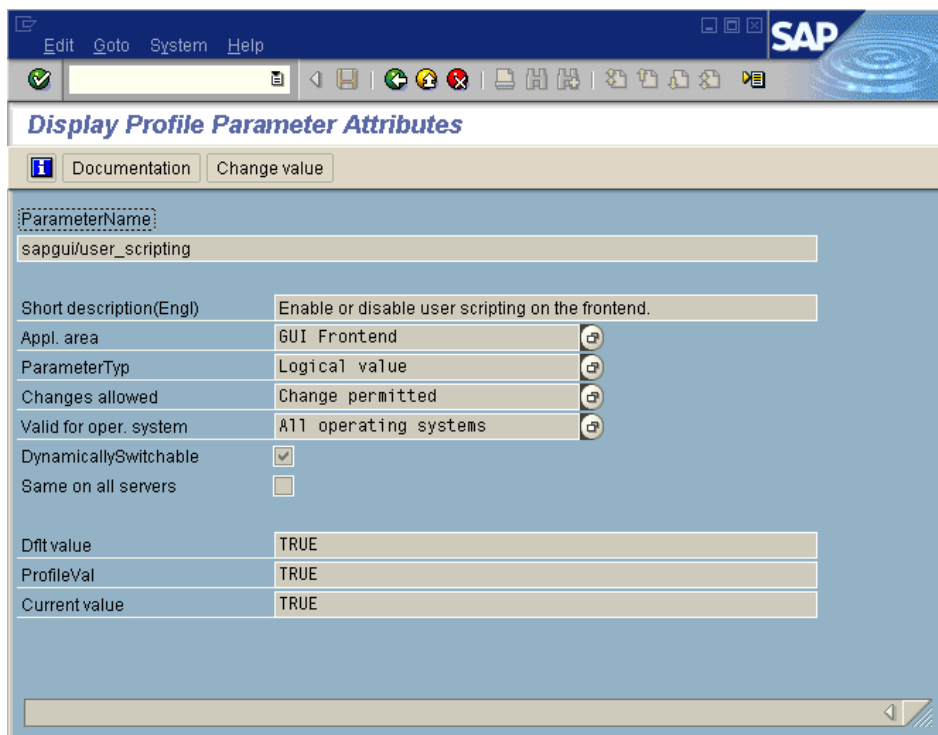 Edit Goto System Help
SAP
Display Profile Parameter Attributes
Documentation Change value
ParameterName
sapgui/user_scripting
Short description(Engl) Enable or disable user scripting on the frontend.
Appl. area GUI Frontend
ParameterTyp Logical value
Changes allowed Change permitted
Valid for oper. system All operating systems
DynamicallySwitchable
Same on all servers
Dflt value TRUE
ProfileVal TRUE
Current value TRUE